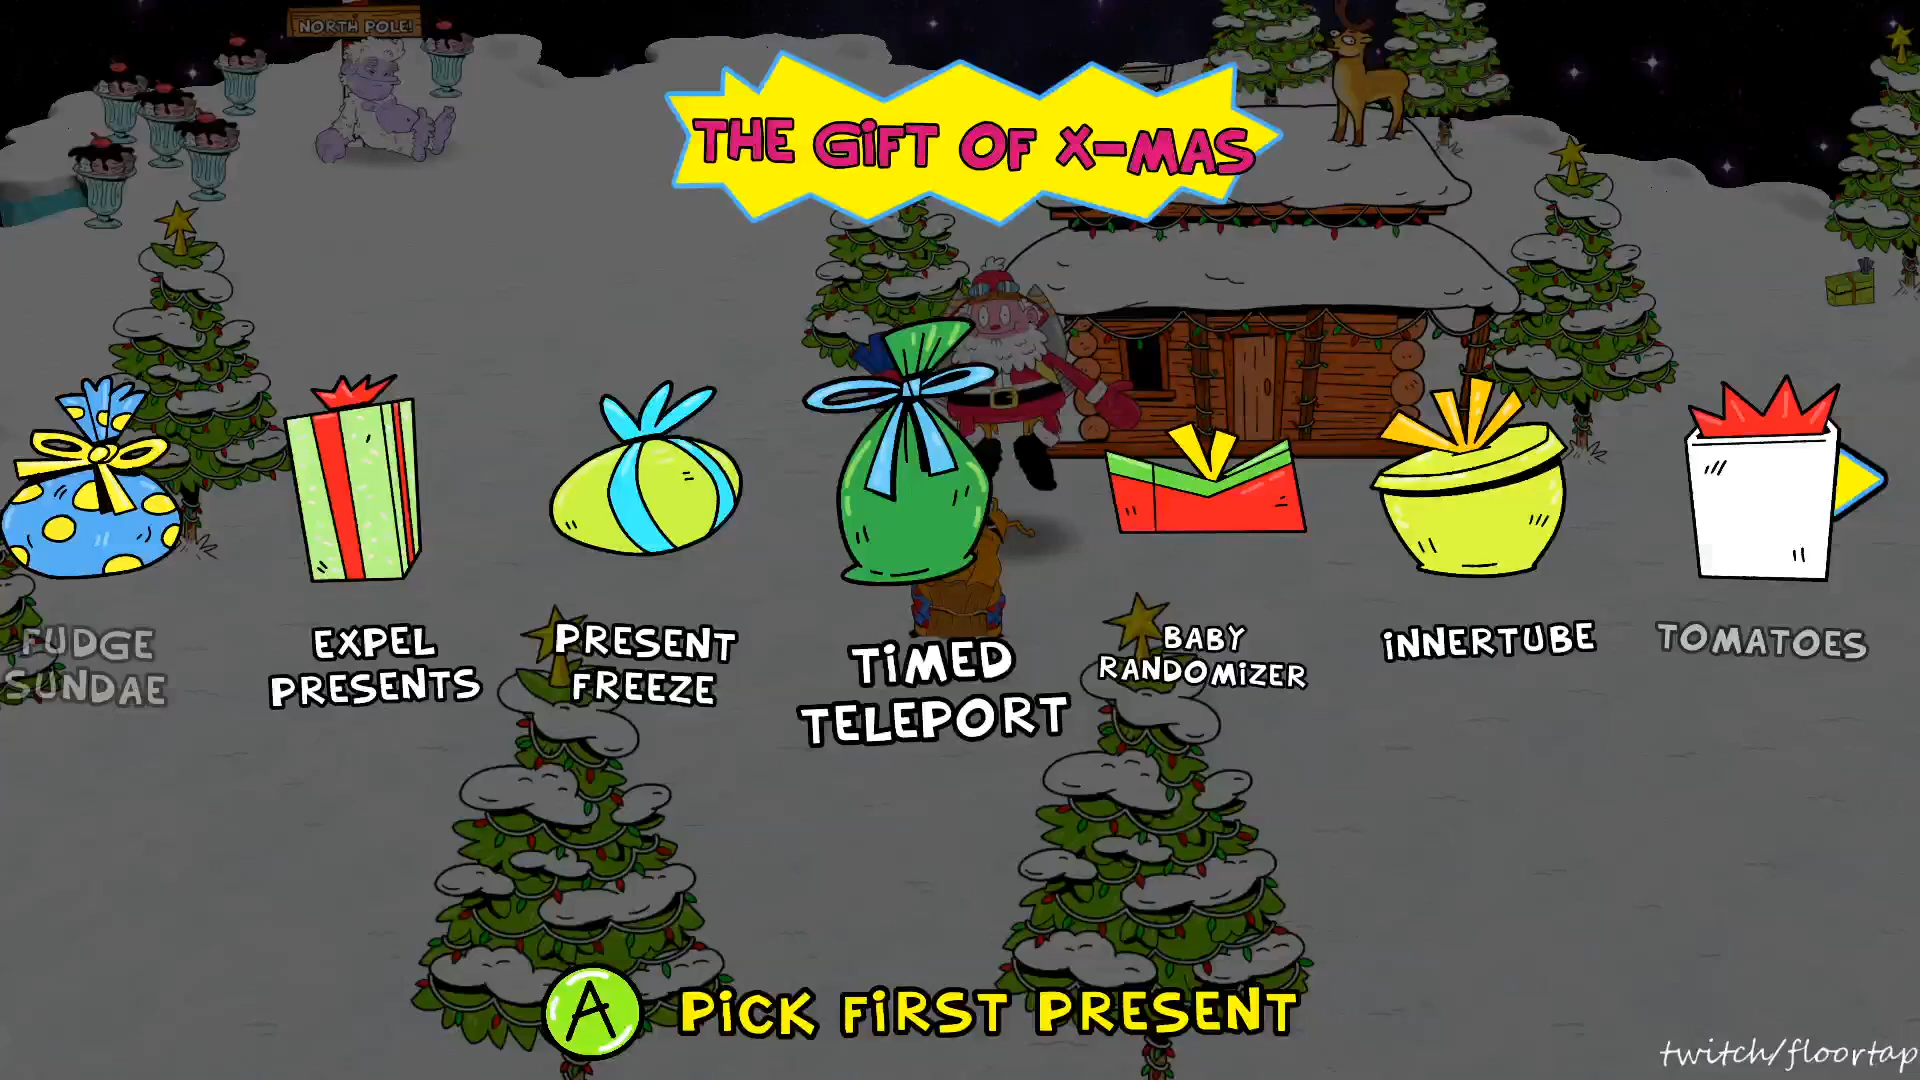 NORTH POLE!
THE GiFT OF X-MAS
FUDGE
SUNDAE
EXPEL
PRESENTS
PRESENT
FREEZE
TiMED
TELEPORT
BABY
RANDOMiZER
iNNERTUBE
TOMATOES
A PiCK FiRST PRESENT
twitch/floortap